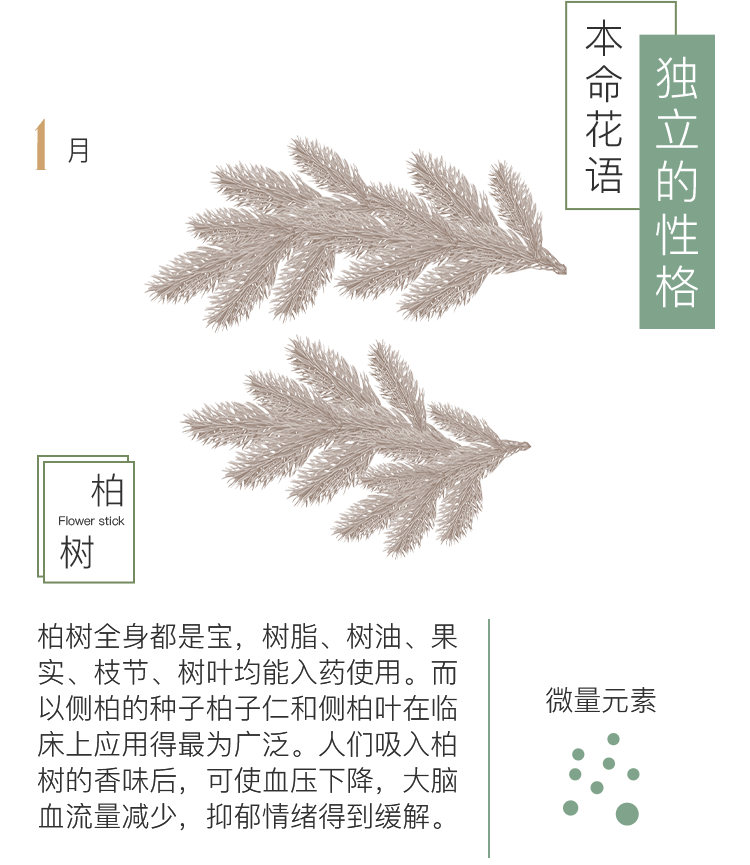 本命花语
独立的性格
1月
柏
Flower stick
树
柏树全身都是宝，树脂、树油、果
实、枝节、树叶均能入药使用。而
以侧柏的种子柏子仁和侧柏叶在临
床上应用得最为广泛。人们吸入柏
树的香味后，可使血压下降，大脑
血流量减少，抑郁情绪得到缓解。
微量元素